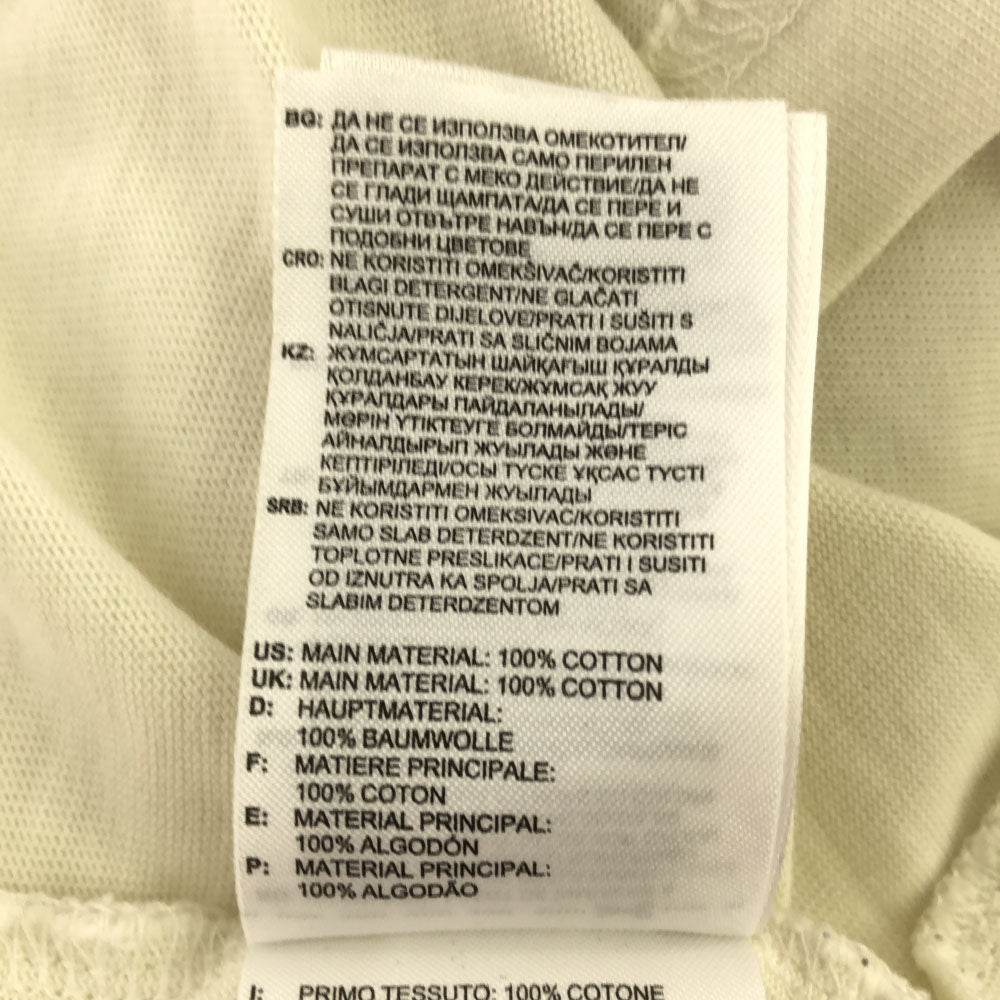 BG: ДА НЕ СЕ ИЗПОЛЗВА ОМЕКОТИТЕЛ/
ДА СЕ ИЗПОЛЗВА САМО ПЕРИЛЕН
ПРЕПАРАТ С МЕКО ДЕЙСТВИЕ/ДА НЕ
СЕ ГЛАДИ ЩАМПАТА/ДА СЕ ПЕРЕ И
СУШИ ОТВЪТРЕ НАВЪН/ДА СЕ ПЕРЕ С
ПОДОБНИ ЦВЕТОВЕ
CRO: NE KORISTITI OMEKŠIVAČ/KORISTITI
BLAGI DETERGENT/NE GLAČATI
OTISNUTE DIJELOVE/PRATI I SUŠITI S
NALIČJA/PRATI SA SLIČNIM BOJAMA
KZ: ЖҰМСАРТАТЫН ШАЙҚАҒЫШ ҚҰРАЛДЫ
ҚОЛДАНБАУ КЕРЕК/ЖҰМСАҚ ЖУУ
ҚҰРАЛДАРЫ ПАЙДАЛАНЫЛАДЫ/
МӨРІН ҮТІКТЕУГЕ БОЛМАЙДЫ/ТЕРІС
АЙНАЛДЫРЫП ЖУЫЛАДЫ ЖӨНЕ
КЕПТІРІЛЕДІ/ОСЫ ТҮСКЕ ҰҚСАС ТҮСТІ
БҰЙЫМДАРМЕН ЖУЫЛАДЫ
SRB: NE KORISTITI OMEKSIVAC/KORISTITI
SAMO SLAB DETERDZENT/NE KORISTITI
TOPLOTNE PRESLIKACE/PRATI I SUSITI
OD IZNUTRA KA SPOLJA/PRATI SA
SLABIM DETERDZENTOM
US: MAIN MATERIAL: 100% COTTON
UK: MAIN MATERIAL: 100% COTTON
D: HAUPTMATERIAL:
100% BAUMWOLLE
F: MATIERE PRINCIPALE:
100% COTON
E: MATERIAL PRINCIPAL:
100% ALGODÓN
P: MATERIAL PRINCIPAL:
100% ALGODÃO
I: PRIMO TESSUTO: 100% COTONE